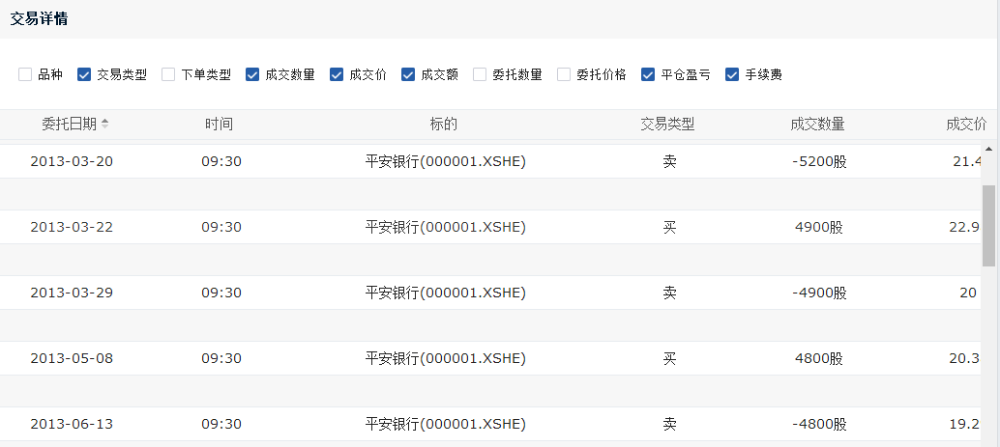 交易详情
品种 交易类型 下单类型 成交数量 成交价 成交额 委托数量 委托价格 平仓盈亏 手续费
委托日期 时间 标的 交易类型 成交数量 成交价
2013-03-20 09:30 平安银行(000001.XSHE) 卖 -5200股 21.4
2013-03-22 09:30 平安银行(000001.XSHE) 买 4900股 22.9
2013-03-29 09:30 平安银行(000001.XSHE) 卖 -4900股 20
2013-05-08 09:30 平安银行(000001.XSHE) 买 4800股 20.3
2013-06-13 09:30 平安银行(000001.XSHE) 卖 -4800股 19.2